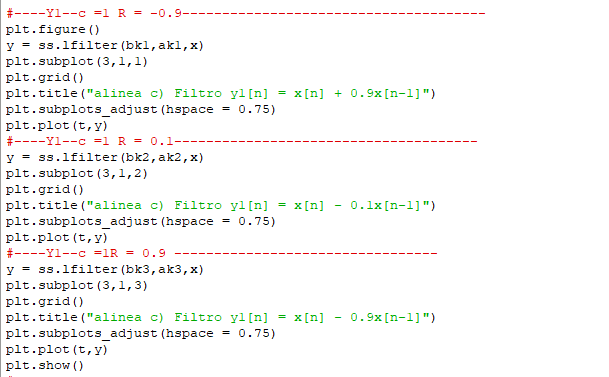 #----Y1--c =1 R = -0.9--------------------------------------
plt.figure()
y = ss.lfilter(bk1,ak1,x)
plt.subplot(3,1,1)
plt.grid()
plt.title("alinea c) Filtro y1[n] = x[n] + 0.9x[n-1]")
plt.subplots_adjust(hspace = 0.75)
plt.plot(t,y)
#----Y1--c =1 R = 0.1--------------------------------------
y = ss.lfilter(bk2,ak2,x)
plt.subplot(3,1,2)
plt.grid()
plt.title("alinea c) Filtro y1[n] = x[n] - 0.1x[n-1]")
plt.subplots_adjust(hspace = 0.75)
plt.plot(t,y)
#----Y1--c =1R = 0.9 ---------------------------------
y = ss.lfilter(bk3,ak3,x)
plt.subplot(3,1,3)
plt.grid()
plt.title("alinea c) Filtro y1[n] = x[n] - 0.9x[n-1]")
plt.subplots_adjust(hspace = 0.75)
plt.plot(t,y)
plt.show()